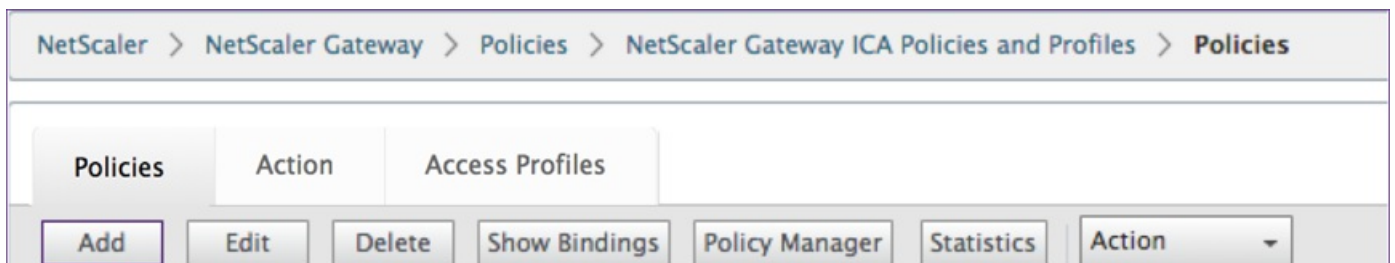 NetScaler > NetScaler Gateway > Policies > NetScaler Gateway ICA Policies and Profiles > Policies
Policies Action Access Profiles
Add Edit Delete Show Bindings Policy Manager Statistics Action